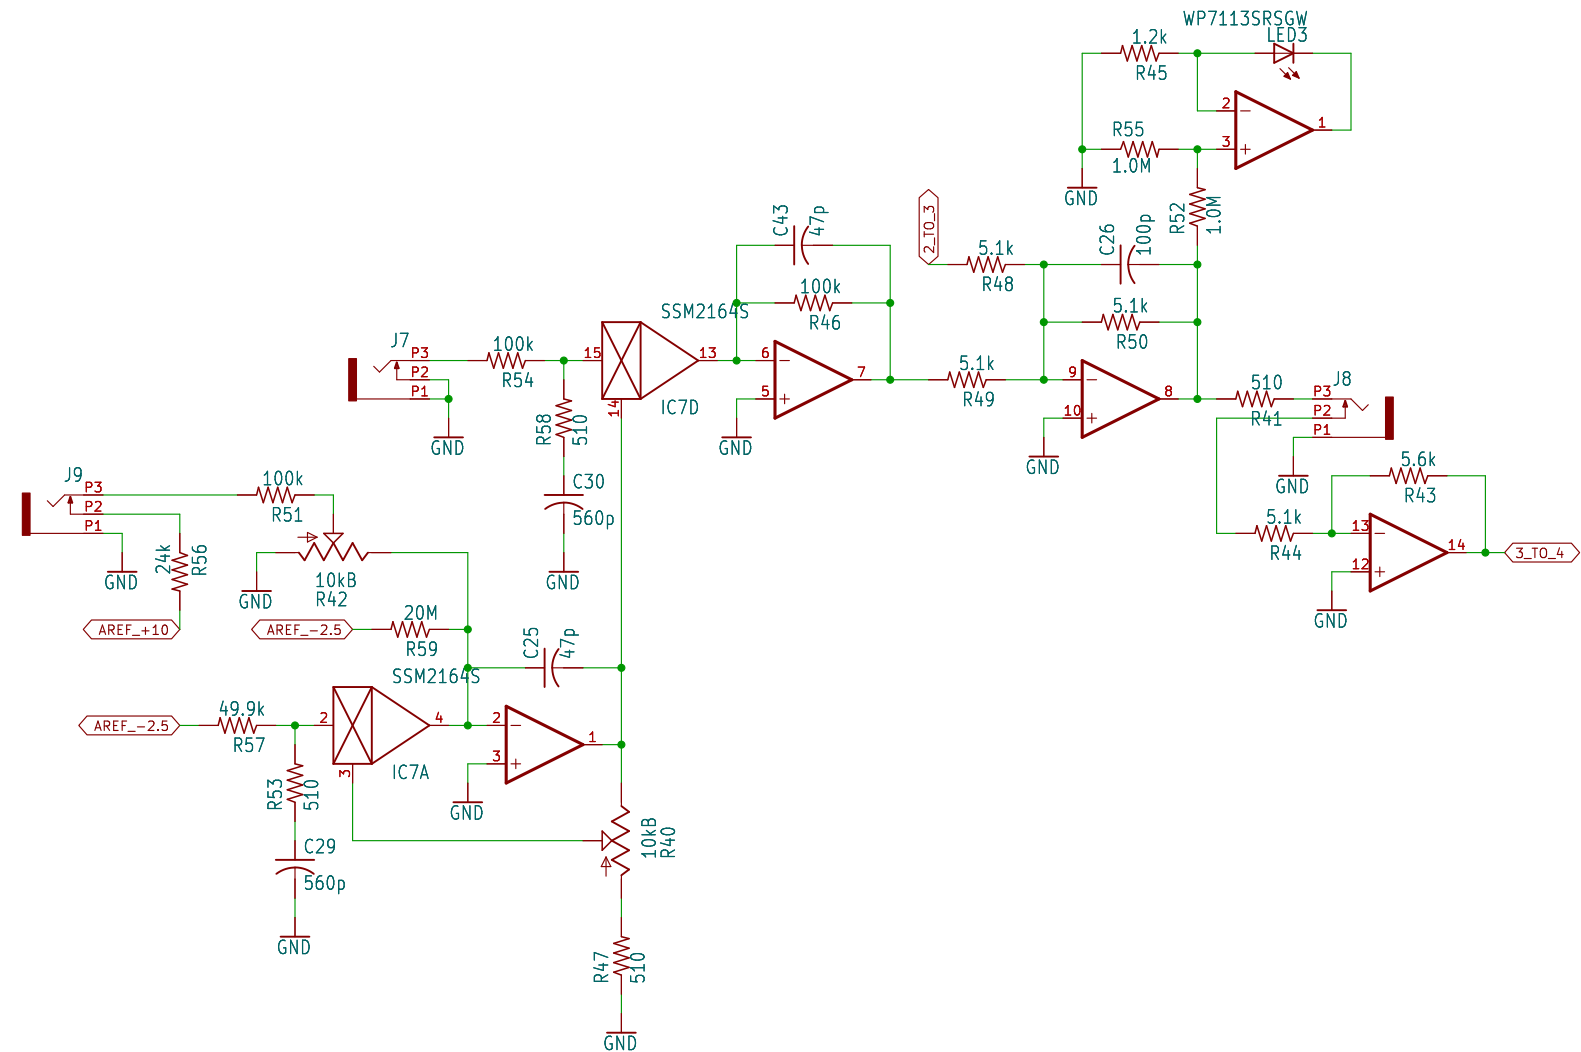 WP7113SRSGW
LED3
1.2k
R45
2
1
R55
3
1.0M
GND
R52
1.0M
2_TO_3
C43
47p
C26
100p
5.1k
R48
100k
R46
5.1k
R50
SSM2164S
J7
P3
P2
P1
100k
R54
15
13
14
IC7D
6
5
7
GND
GND
R58
510
5.1k
R49
9
10
8
GND
510
R41
J8
P3
P2
P1
GND
C30
560p
GND
5.6k
R43
5.1k
R44
13
12
14
3_TO_4
GND
J9
P3
P2
P1
100k
R51
GND
24k
R56
AREF_+10
GND
10kB
R42
AREF_-2.5
20M
R59
C25
47p
SSM2164S
AREF_-2.5
49.9k
R57
2
4
3
IC7A
2
3
1
GND
R53
510
C29
560p
GND
10kB
R40
R47
510
GND